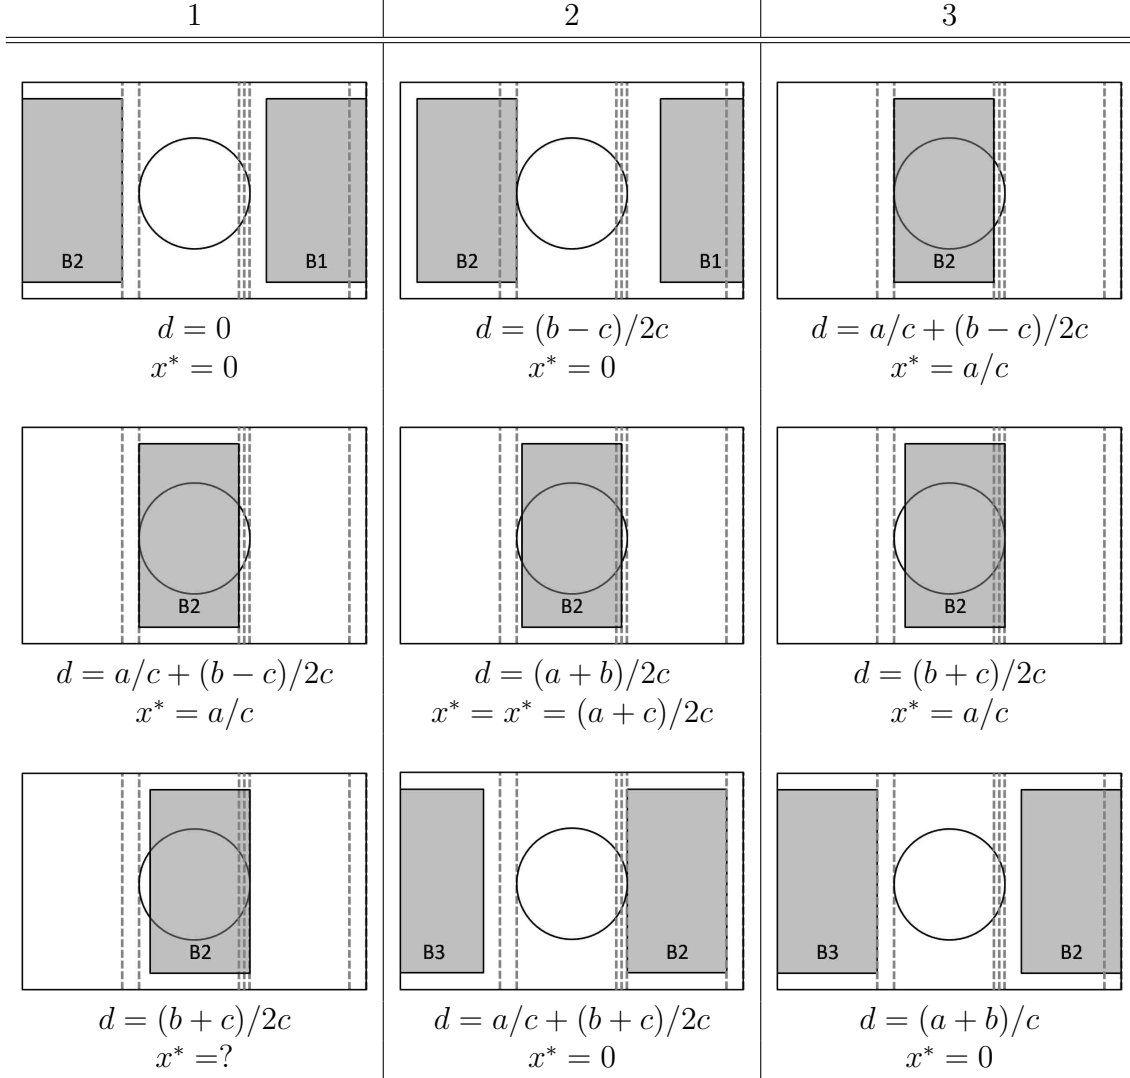 1 2 3
B2 B1 B2 B1 B2
d = 0 d = (b − c)/2c d = a/c + (b − c)/2c
x* = 0 x* = 0 x* = a/c
B2 B2 B2
d = a/c + (b − c)/2c d = (a + b)/2c d = (b + c)/2c
x* = a/c x* = x* = (a + c)/2c x* = a/c
B2 B3 B2 B3 B2
d = (b + c)/2c d = a/c + (b + c)/2c d = (a + b)/c
x* =? x* = 0 x* = 0